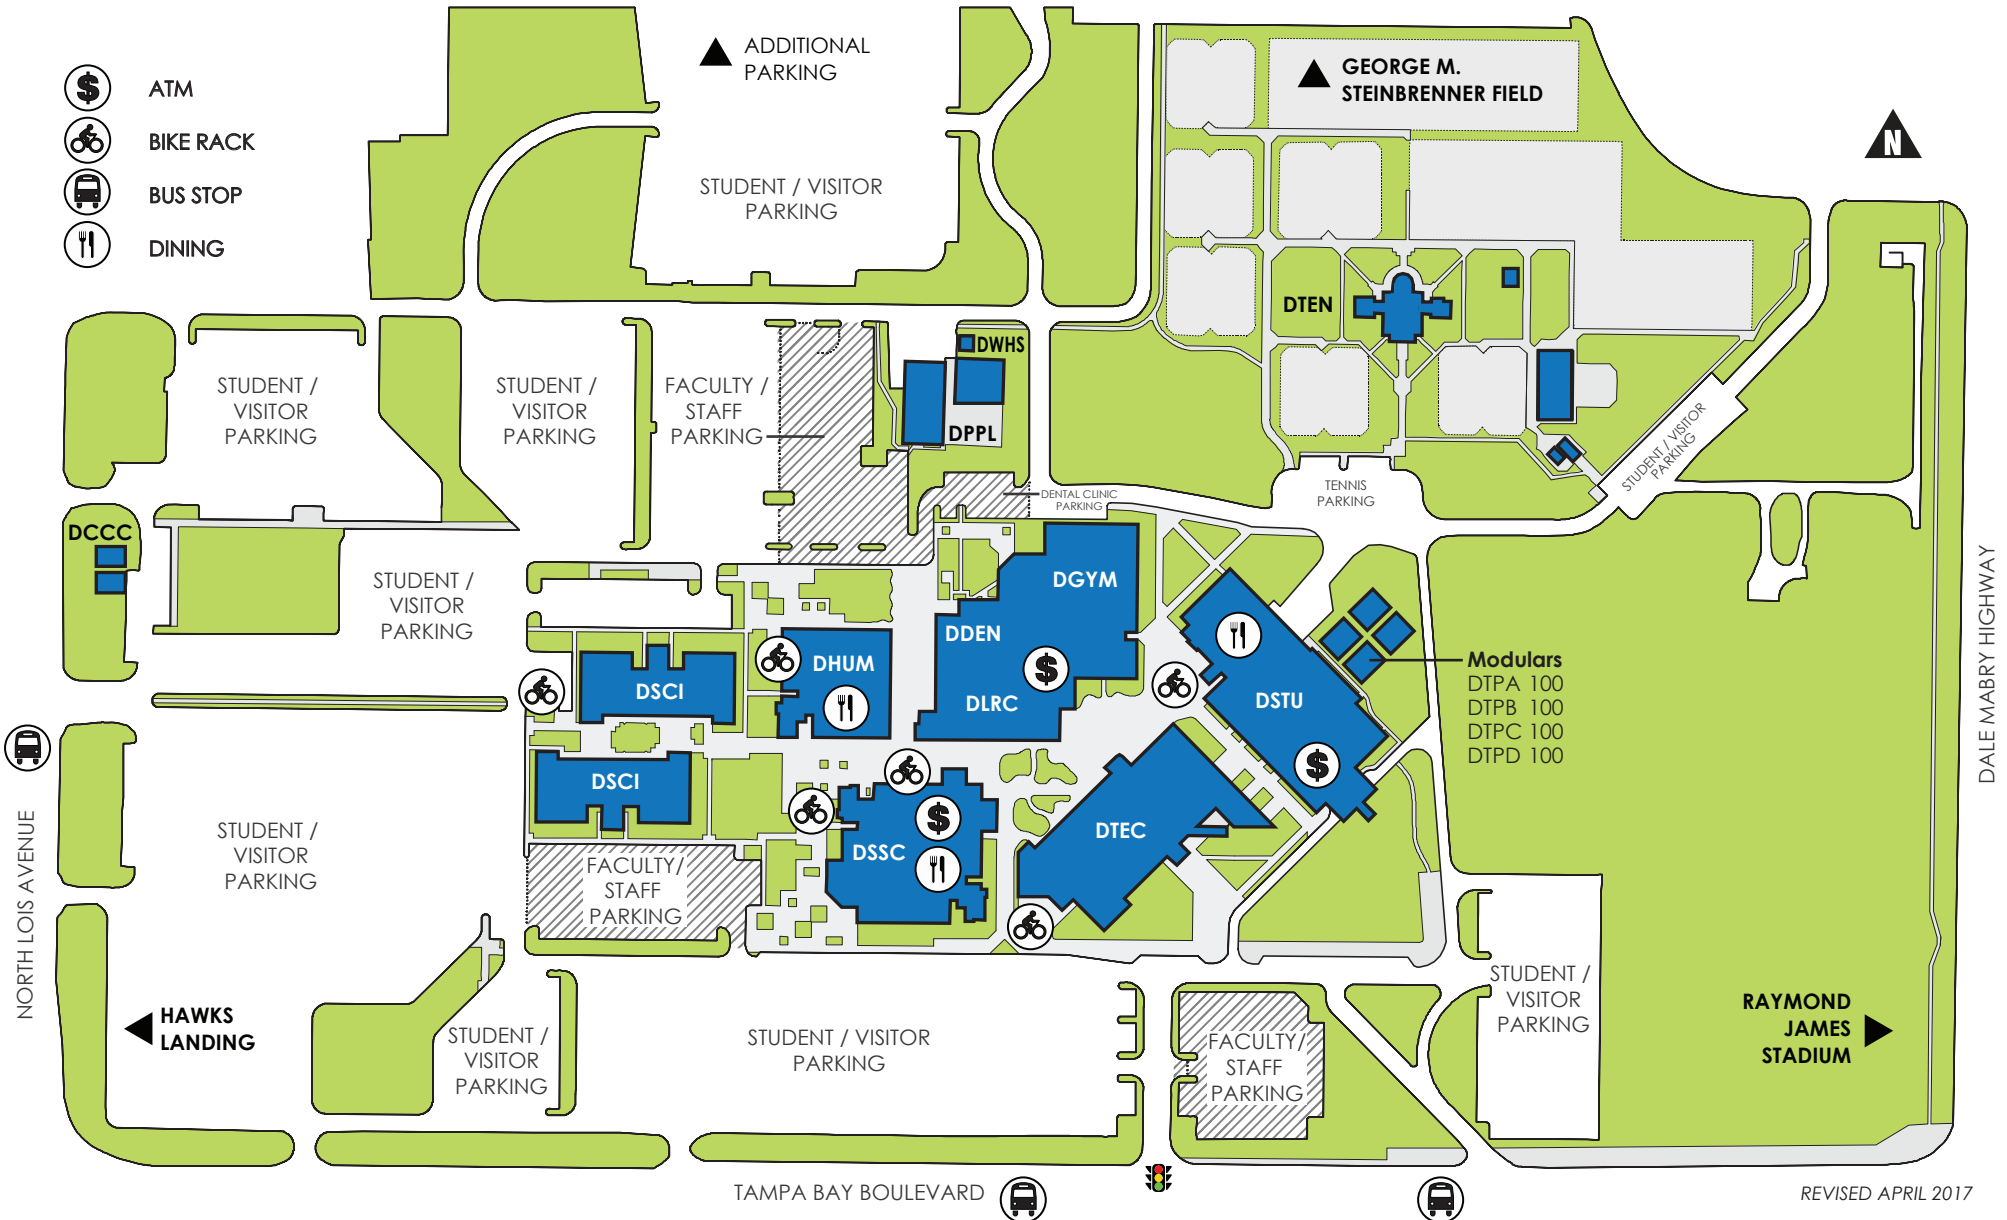 ADDITIONAL
PARKING
GEORGE M.
STEINBRENNER FIELD
$ ATM
BIKE RACK
BUS STOP
DINING
N
STUDENT / VISITOR
PARKING
DTEN
DWHS
DPPL
STUDENT /
VISITOR
PARKING
STUDENT /
VISITOR
PARKING
FACULTY /
STAFF
PARKING
STUDENT / VISITOR
PARKING
TENNIS
PARKING
DENTAL CLINIC
PARKING
DCCC
STUDENT /
VISITOR
PARKING
DGYM
DDEN
DHUM
$
DLRC
DSCI
DSTU
$
Modulars
DTPA 100
DTPB 100
DTPC 100
DTPD 100
DALE MABRY HIGHWAY
DSCI
$
DSSC
DTEC
STUDENT /
VISITOR
PARKING
FACULTY/
STAFF
PARKING
NORTH LOIS AVENUE
HAWKS
LANDING
STUDENT /
VISITOR
PARKING
STUDENT / VISITOR
PARKING
FACULTY/
STAFF
PARKING
STUDENT /
VISITOR
PARKING
RAYMOND
JAMES
STADIUM
TAMPA BAY BOULEVARD
REVISED APRIL 2017